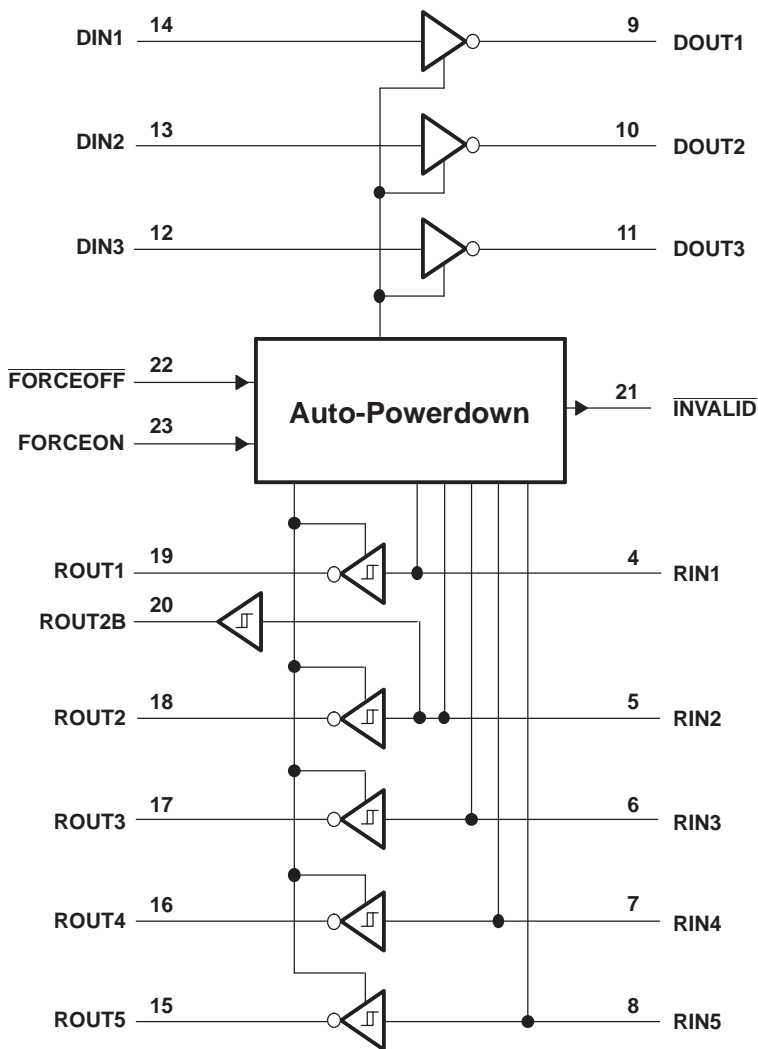 DIN1 14 9 DOUT1
DIN2 13 10 DOUT2
DIN3 12 11 DOUT3
FORCEOFF 22
Auto-Powerdown
21 INVALID
FORCEON 23
ROUT1 19 4 RIN1
ROUT2B 20
ROUT2 18 5 RIN2
ROUT3 17 6 RIN3
ROUT4 16 7 RIN4
ROUT5 15 8 RIN5